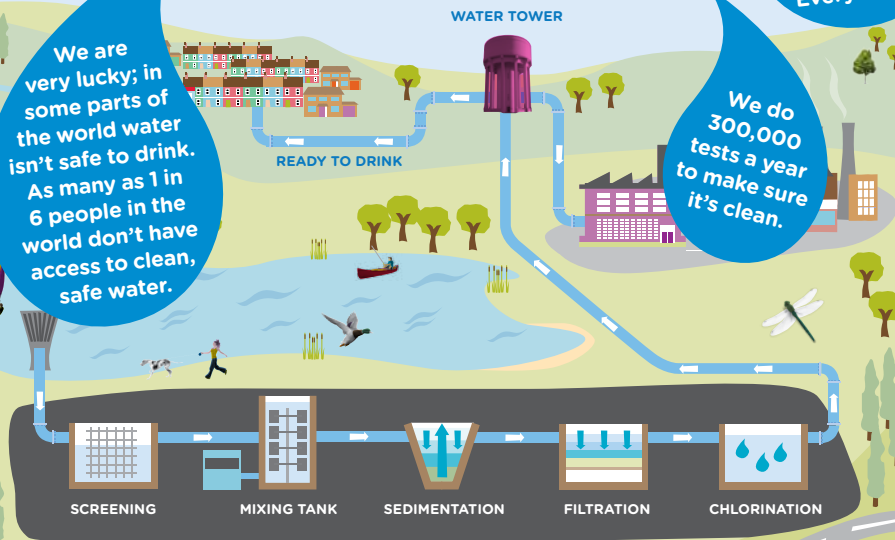 Every
WATER TOWER
We are
very lucky; in
some parts of
the world water
isn't safe to drink.
As many as 1 in
6 people in the
world don't have
access to clean,
safe water.
We do
300,000
tests a year
to make sure
it's clean.
READY TO DRINK
SCREENING
MIXING TANK
SEDIMENTATION
FILTRATION
CHLORINATION